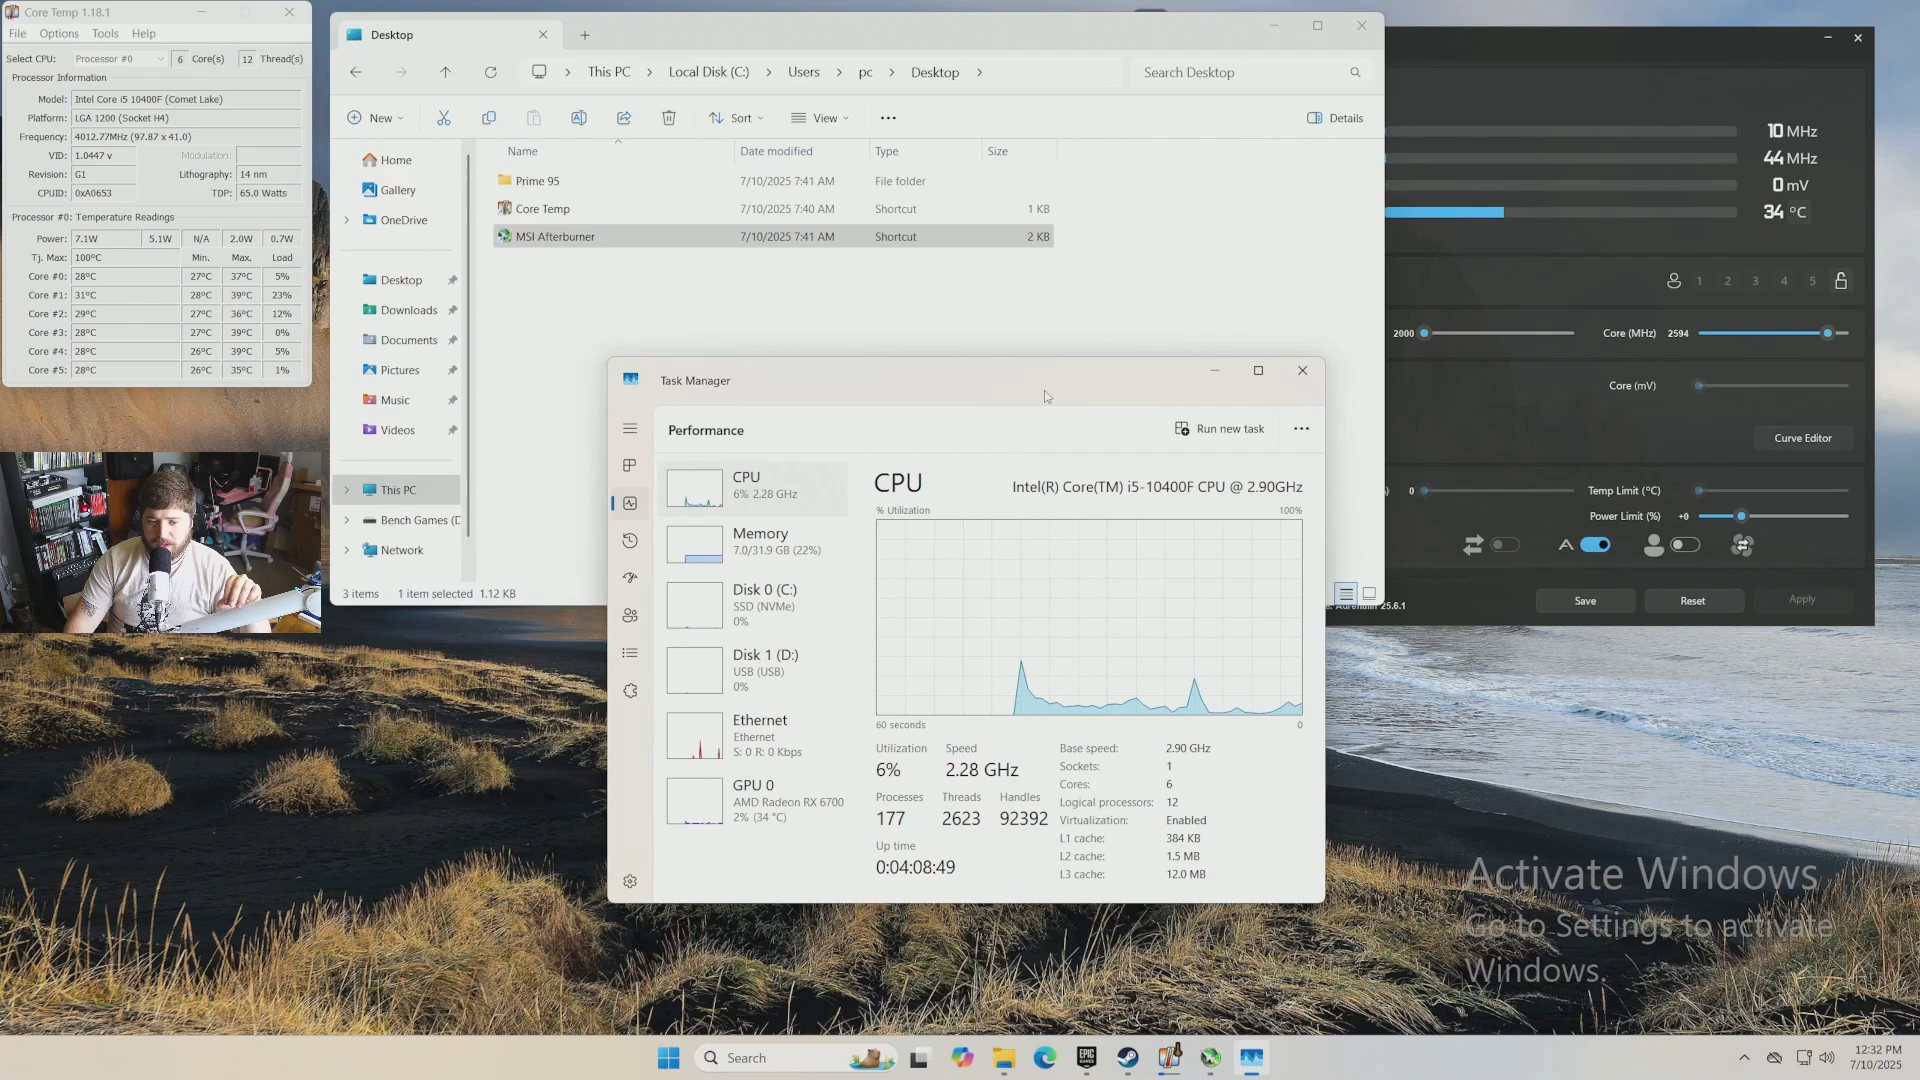 Core Temp 1.18.1
File Options Tools Help
Select CPU: Processor #0 6 Core(s) 12 Thread(s)
Processor Information
Model: Intel Core i5 10400F (Comet Lake)
Platform: LGA 1200 (Socket H4)
Frequency: 4012.77MHz (97.87 x 41.0)
VID: 1.0447 v Modulation:
Revision: G1 Lithography: 14 nm
CPUID: 0xA0653 TDP: 65.0 Watts
Processor #0: Temperature Readings
Power: 7.1W 5.1W N/A 2.0W 0.7W
Tj. Max: 100°C Min. Max. Load
Core #0: 28°C 27°C 37°C 5%
Core #1: 31°C 28°C 39°C 23%
Core #2: 29°C 27°C 36°C 12%
Core #3: 28°C 27°C 39°C 0%
Core #4: 28°C 26°C 39°C 5%
Core #5: 28°C 26°C 35°C 1%
Desktop
This PC > Local Disk (C:) > Users > pc > Desktop >
Search Desktop
New Sort View ... Details
Home
Gallery
OneDrive
Desktop
Downloads
Documents
Pictures
Music
Videos
This PC
Bench Games (D
Network
Name Date modified Type Size
Prime 95 7/10/2025 7:41 AM File folder
Core Temp 7/10/2025 7:40 AM Shortcut 1 KB
MSI Afterburner 7/10/2025 7:41 AM Shortcut 2 KB
3 items 1 item selected 1.12 KB
10 MHz
44 MHz
0 mV
34 °C
1 2 3 4 5
2000 Core (MHz) 2594
Core (mV)
Curve Editor
) 0 Temp Limit (°C)
Power Limit (%) +0
A
Save Reset Apply
e: Adrenalin 25.6.1
Task Manager
Performance Run new task ...
CPU
6% 2.28 GHz
Memory
7.0/31.9 GB (22%)
Disk 0 (C:)
SSD (NVMe)
0%
Disk 1 (D:)
USB (USB)
0%
Ethernet
Ethernet
S: 0 R: 0 Kbps
GPU 0
AMD Radeon RX 6700
2% (34 °C)
CPU Intel(R) Core(TM) i5-10400F CPU @ 2.90GHz
% Utilization 100%
60 seconds 0
Utilization Speed
6% 2.28 GHz
Processes Threads Handles
177 2623 92392
Up time
0:04:08:49
Base speed: 2.90 GHz
Sockets: 1
Cores: 6
Logical processors: 12
Virtualization: Enabled
L1 cache: 384 KB
L2 cache: 1.5 MB
L3 cache: 12.0 MB
Activate Windows
Go to Settings to activate
Windows.
Search
EPIC GAMES
12:32 PM
7/10/2025